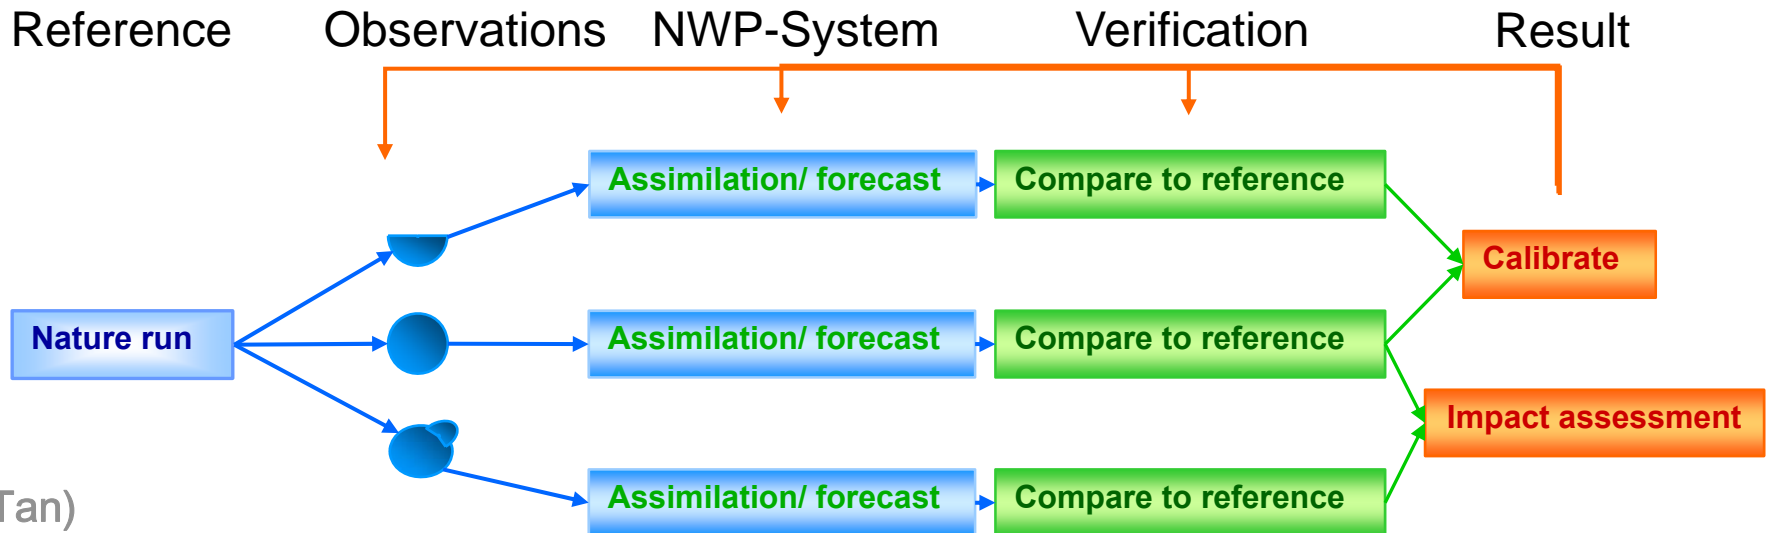 Reference Observations NWP-System Verification Result
Assimilation/ forecast Compare to reference
Calibrate
Nature run Assimilation/ forecast Compare to reference
Impact assessment
Assimilation/ forecast Compare to reference
Tan)